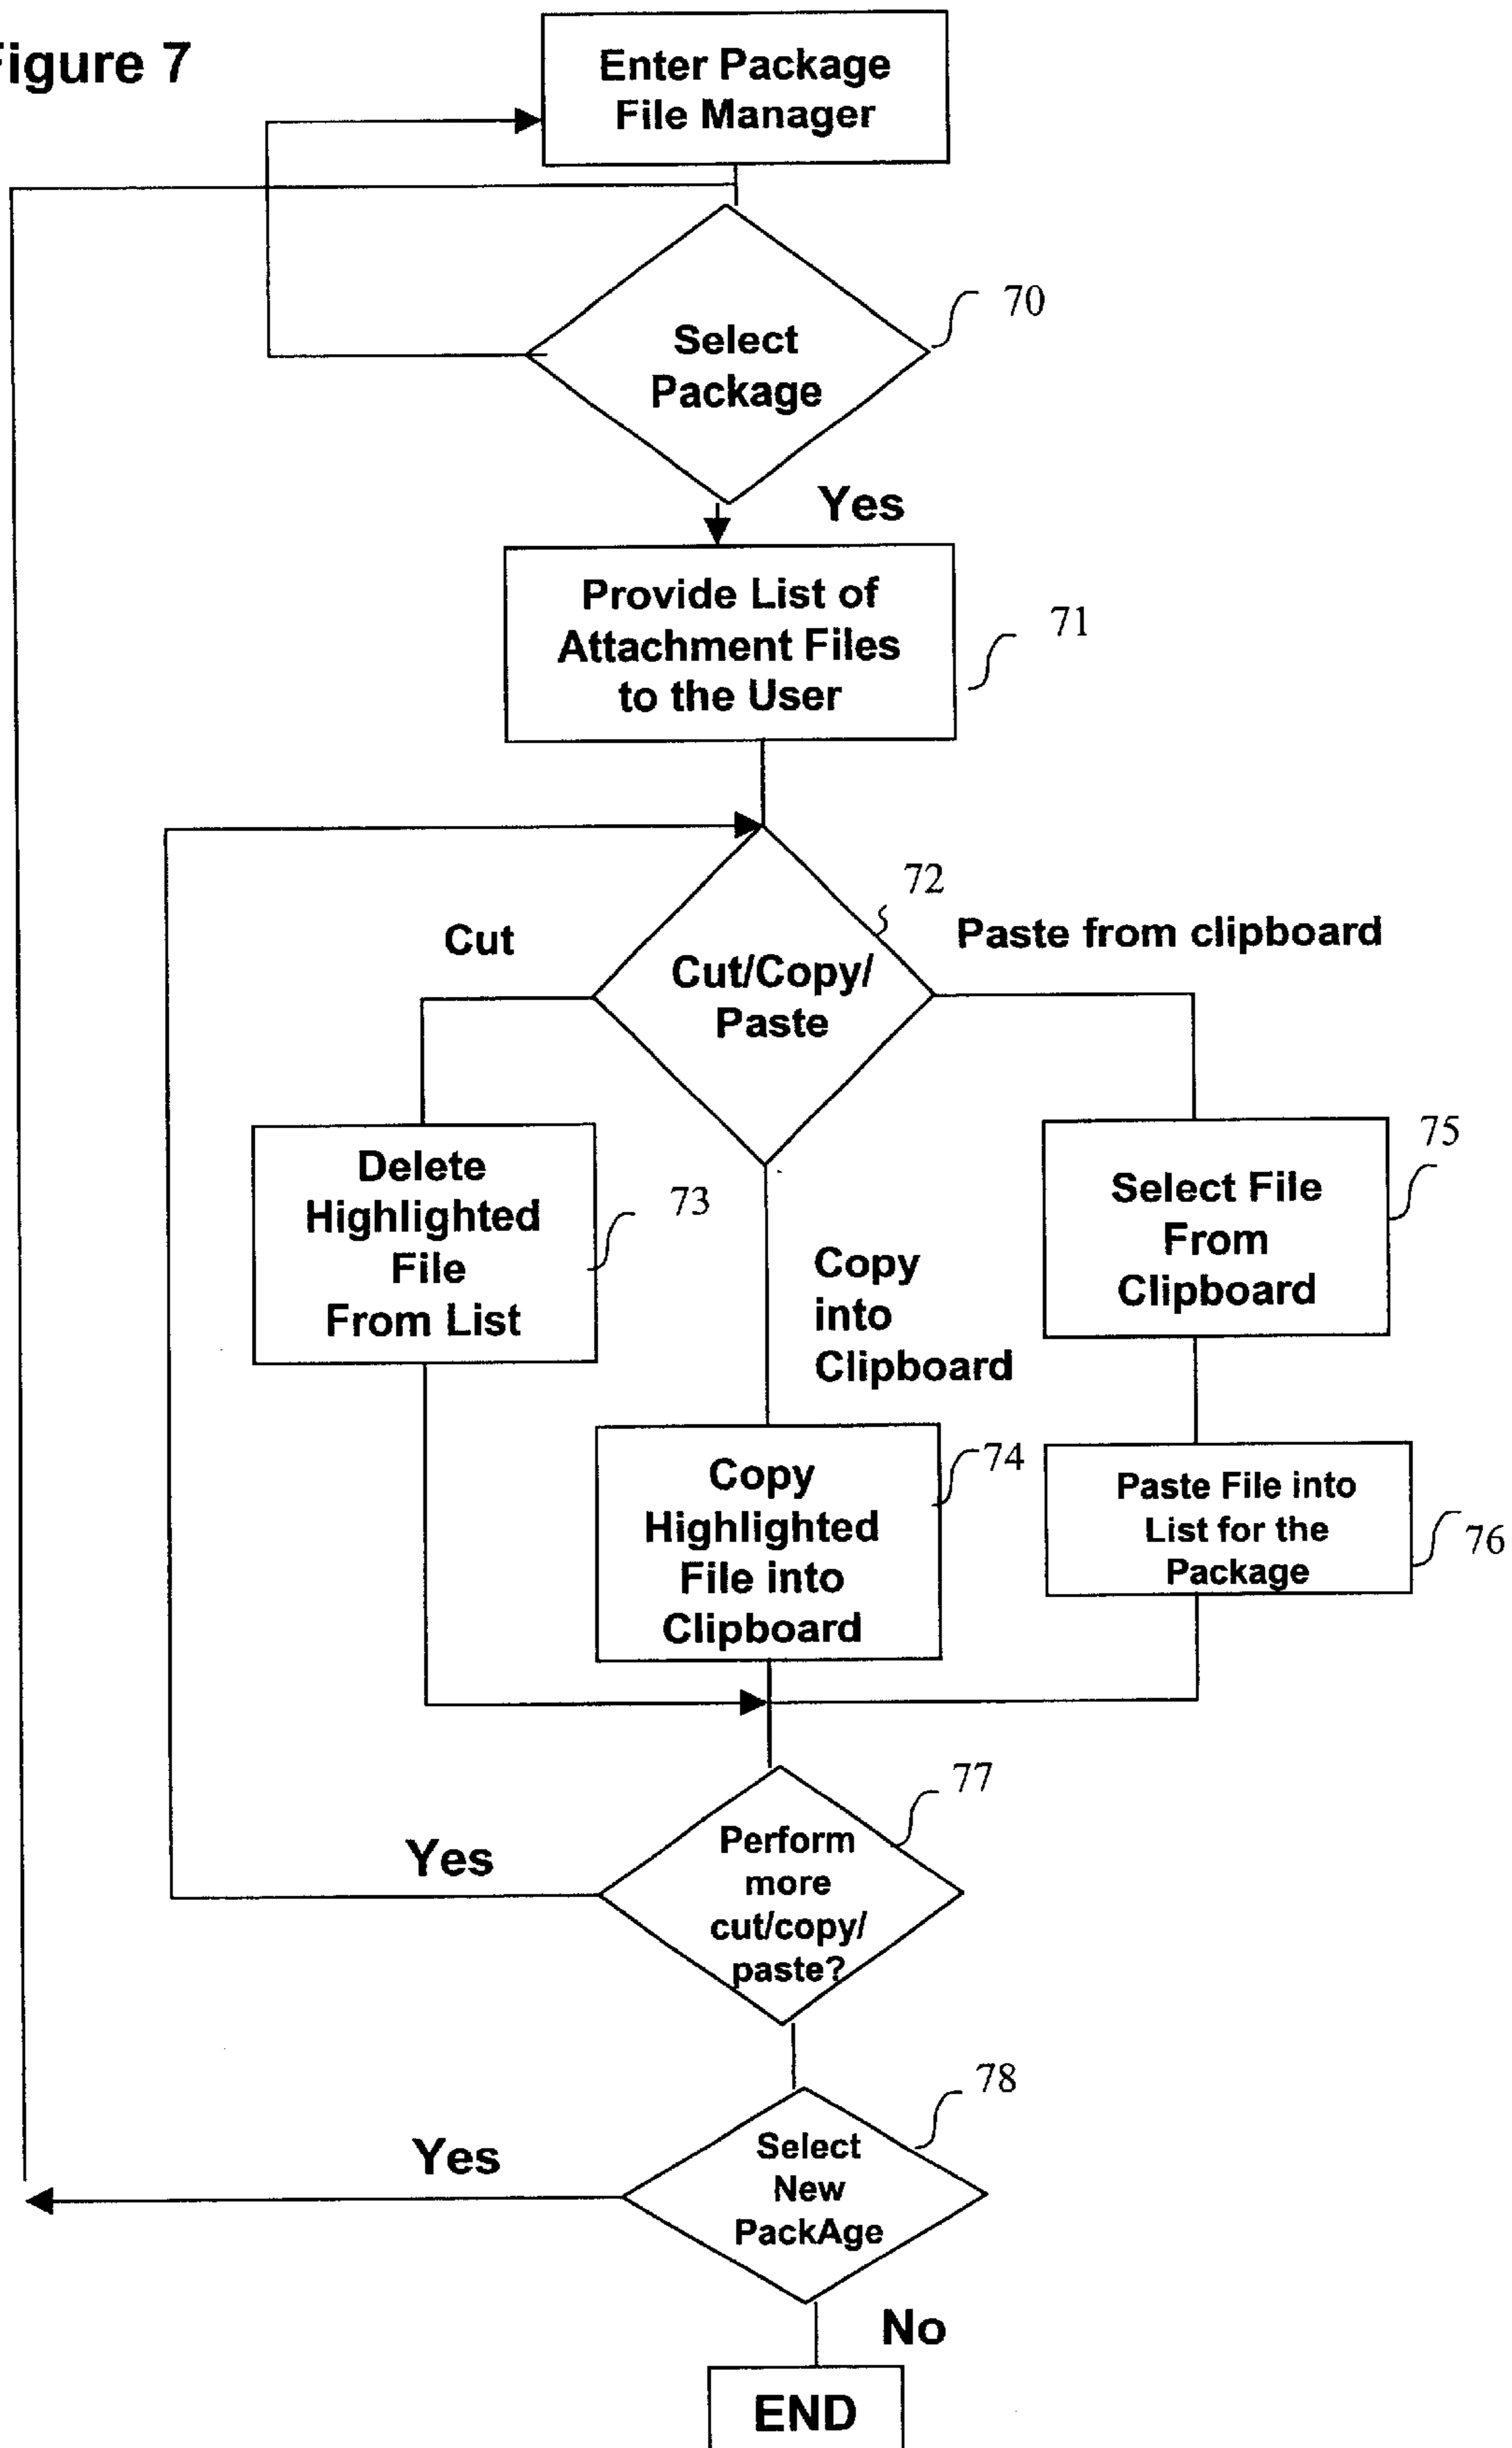 igure 7
Enter Package
File Manager
70
Select
Package
Yes
Provide List of
Attachment Files
to the User
71
72
Cut
Paste from clipboard
Cut/Copy/
Paste
Delete
Highlighted
File
From List
73
Copy
into
Clipboard
75
Select File
From
Clipboard
Copy
Highlighted
File into
Clipboard
74
Paste File into
List for the
Package
76
77
Perform
more
cut/copy/
paste?
Yes
78
Select
New
PackAge
Yes
No
END